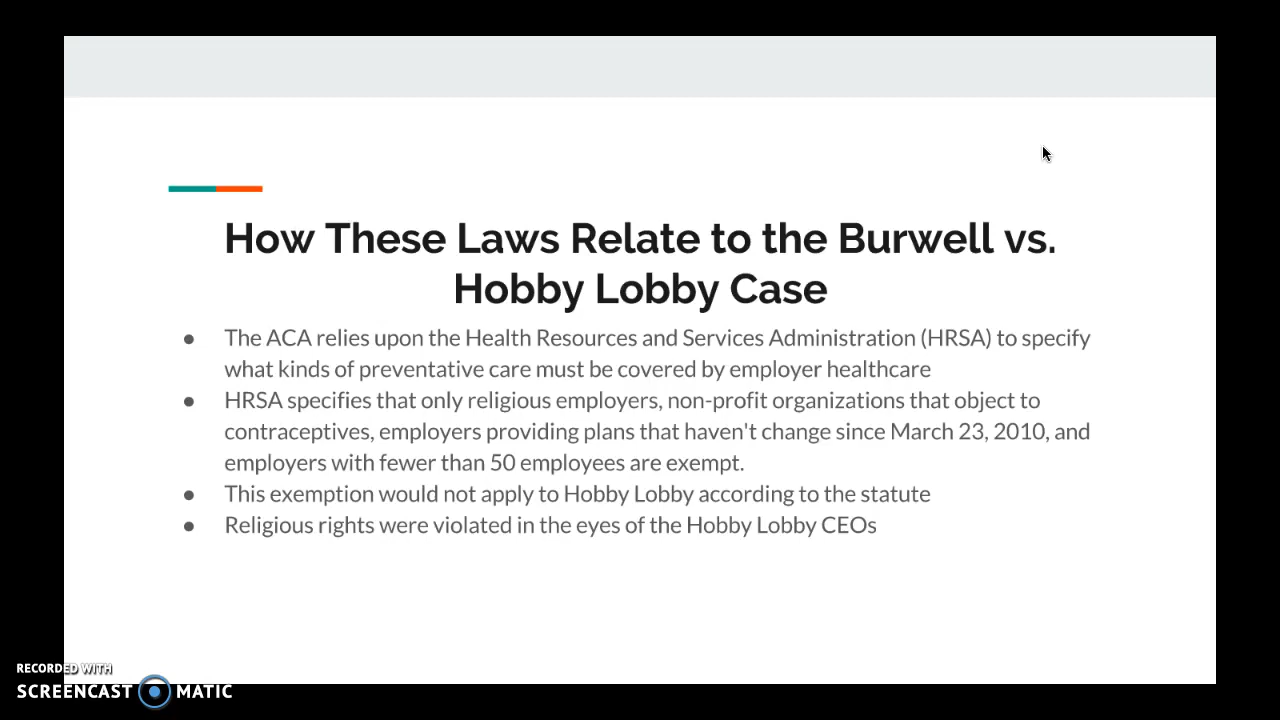 How These Laws Relate to the Burwell vs.
Hobby Lobby Case
● The ACA relies upon the Health Resources and Services Administration (HRSA) to specify
what kinds of preventative care must be covered by employer healthcare
● HRSA specifies that only religious employers, non-profit organizations that object to
contraceptives, employers providing plans that haven't change since March 23, 2010, and
employers with fewer than 50 employees are exempt.
● This exemption would not apply to Hobby Lobby according to the statute
● Religious rights were violated in the eyes of the Hobby Lobby CEOs
RECORDED WITH
SCREENCAST MATIC